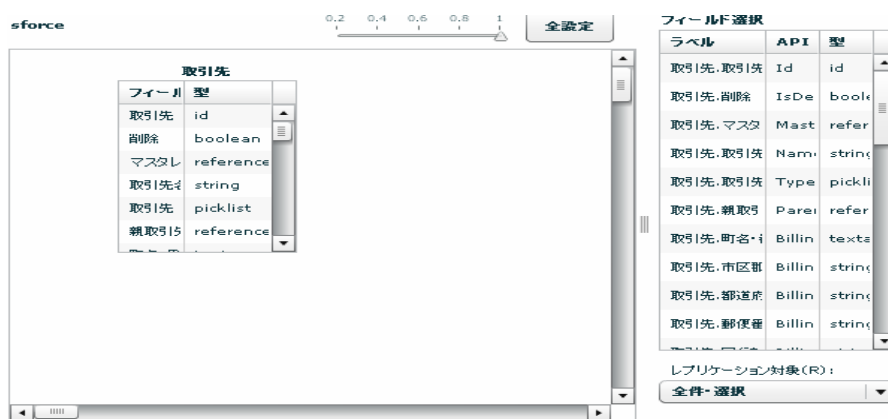 sforce
0.2 0.4 0.6 0.8 1
全設定
取引先
フィール 型
取引先 id
削除 boolean
マスタレ reference
取引先名 string
取引先 picklist
親取引先 reference
フィールド選択
ラベル API 型
取引先.取引先 Id id
取引先.削除 IsDe boole
取引先.マスタ Mast refer
取引先.取引先 Nam string
取引先.取引先 Type pickli
取引先.親取引 Parei refer
取引先.町名・ Billin texta
取引先.市区郡 Billin string
取引先.都道府 Billin string
取引先.郵便番 Billin string
レプリケーション対象(R):
全件・選択